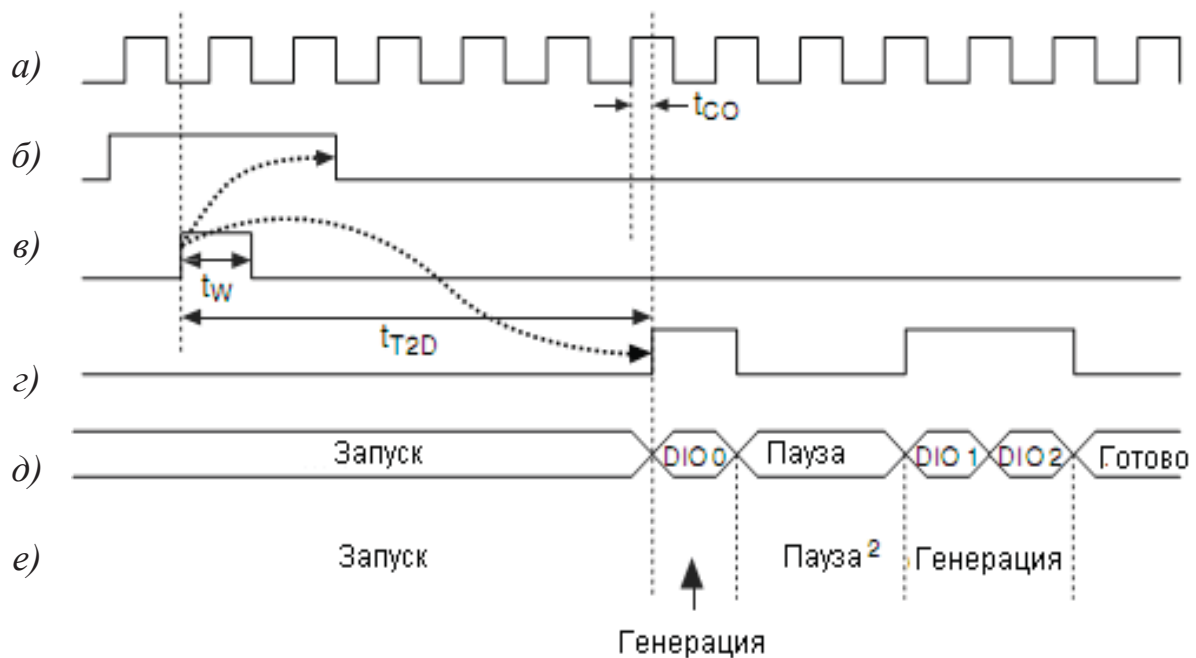 а)
tCO
б)
в)
tW
tT2D
г)
д) Запуск DIO 0 Пауза DIO 1 DIO 2 Готово
е) Запуск Пауза 2 Генерация
Генерация